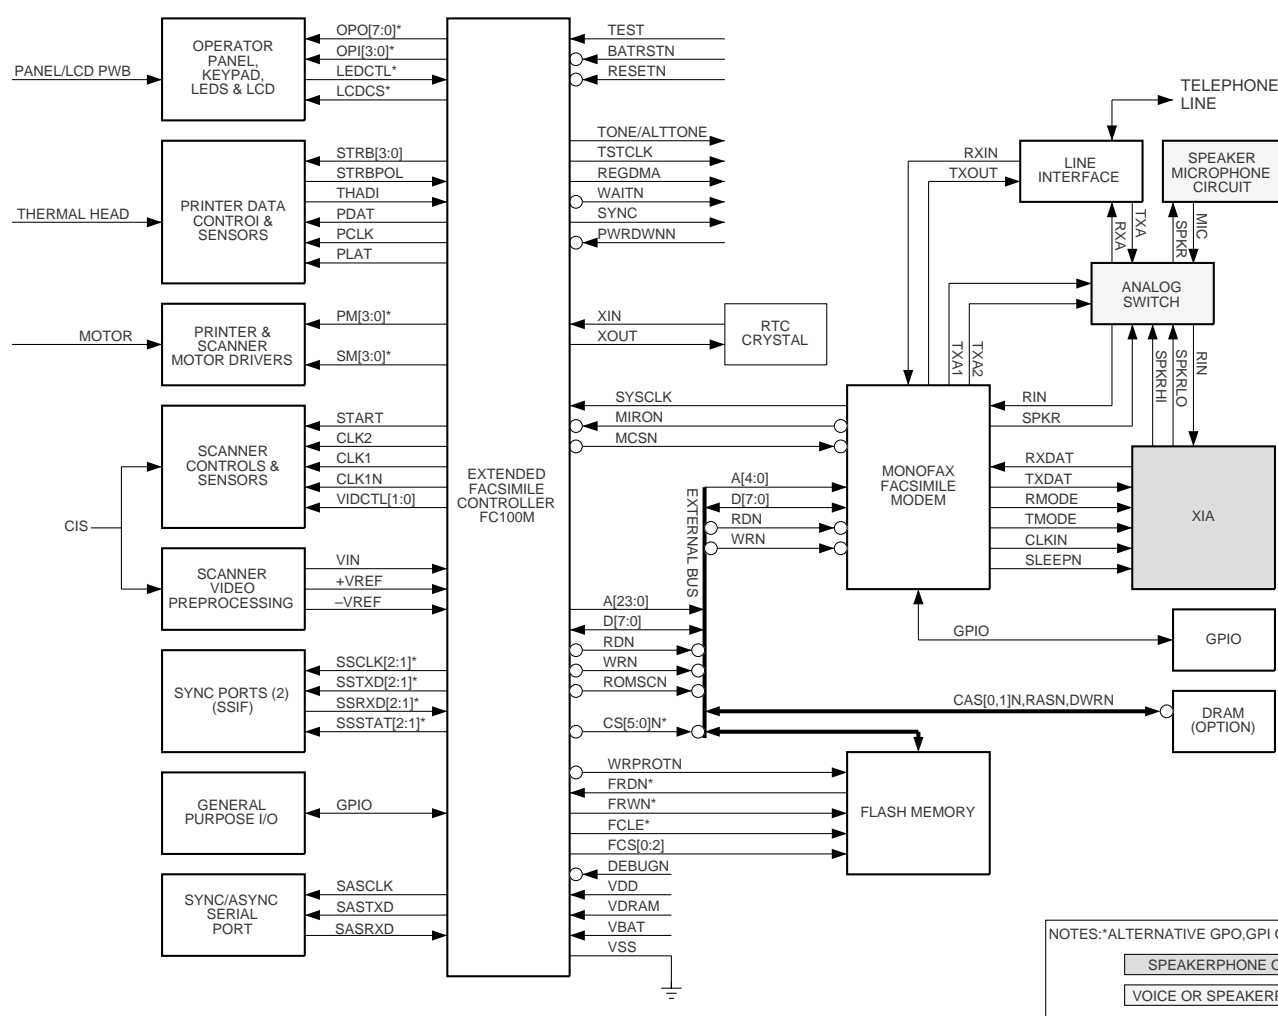 PANEL/LCD PWB
OPERATOR
PANEL,
KEYPAD,
LEDS & LCD
OPO[7:0]*
OPI[3:0]*
LEDCTL*
LCDCS*
THERMAL HEAD
PRINTER DATA
CONTROl &
SENSORS
STRB[3:0]
STRBPOL
THADI
PDAT
PCLK
PLAT
MOTOR
PRINTER &
SCANNER
MOTOR DRIVERS
PM[3:0]*
SM[3:0]*
CIS
SCANNER
CONTROLS &
SENSORS
START
CLK2
CLK1
CLK1N
VIDCTL[1:0]
SCANNER
VIDEO
PREPROCESSING
VIN
+VREF
–VREF
SYNC PORTS (2)
(SSIF)
SSCLK[2:1]*
SSTXD[2:1]*
SSRXD[2:1]*
SSSTAT[2:1]*
GENERAL
PURPOSE I/O
GPIO
SYNC/ASYNC
SERIAL
PORT
SASCLK
SASTXD
SASRXD
EXTENDED
FACSIMILE
CONTROLLER
FC100M
TEST
BATRSTN
RESETN
TONE/ALTTONE
TSTCLK
REGDMA
WAITN
SYNC
PWRDWNN
XIN
XOUT
RTC
CRYSTAL
SYSCLK
MIRON
MCSN
A[4:0]
D[7:0]
RDN
WRN
EXTERNAL BUS
A[23:0]
D[7:0]
RDN
WRN
ROMSCN
CS[5:0]N*
WRPROTN
FRDN*
FRWN*
FCLE*
FCS[0:2]
DEBUGN
VDD
VDRAM
VBAT
VSS
TELEPHONE
LINE
RXIN
TXOUT
LINE
INTERFACE
SPEAKER
MICROPHONE
CIRCUIT
RXA
TXA
SPKR
MIC
ANALOG
SWITCH
TXA1
TXA2
SPKRHI
SPKRLO
RIN
RIN
SPKR
MONOFAX
FACSIMILE
MODEM
RXDAT
TXDAT
RMODE
TMODE
CLKIN
SLEEPN
XIA
GPIO
GPIO
CAS[0,1]N,RASN,DWRN
DRAM
(OPTION)
FLASH MEMORY
NOTES:*ALTERNATIVE GPO,GPI
SPEAKERPHONE
VOICE OR